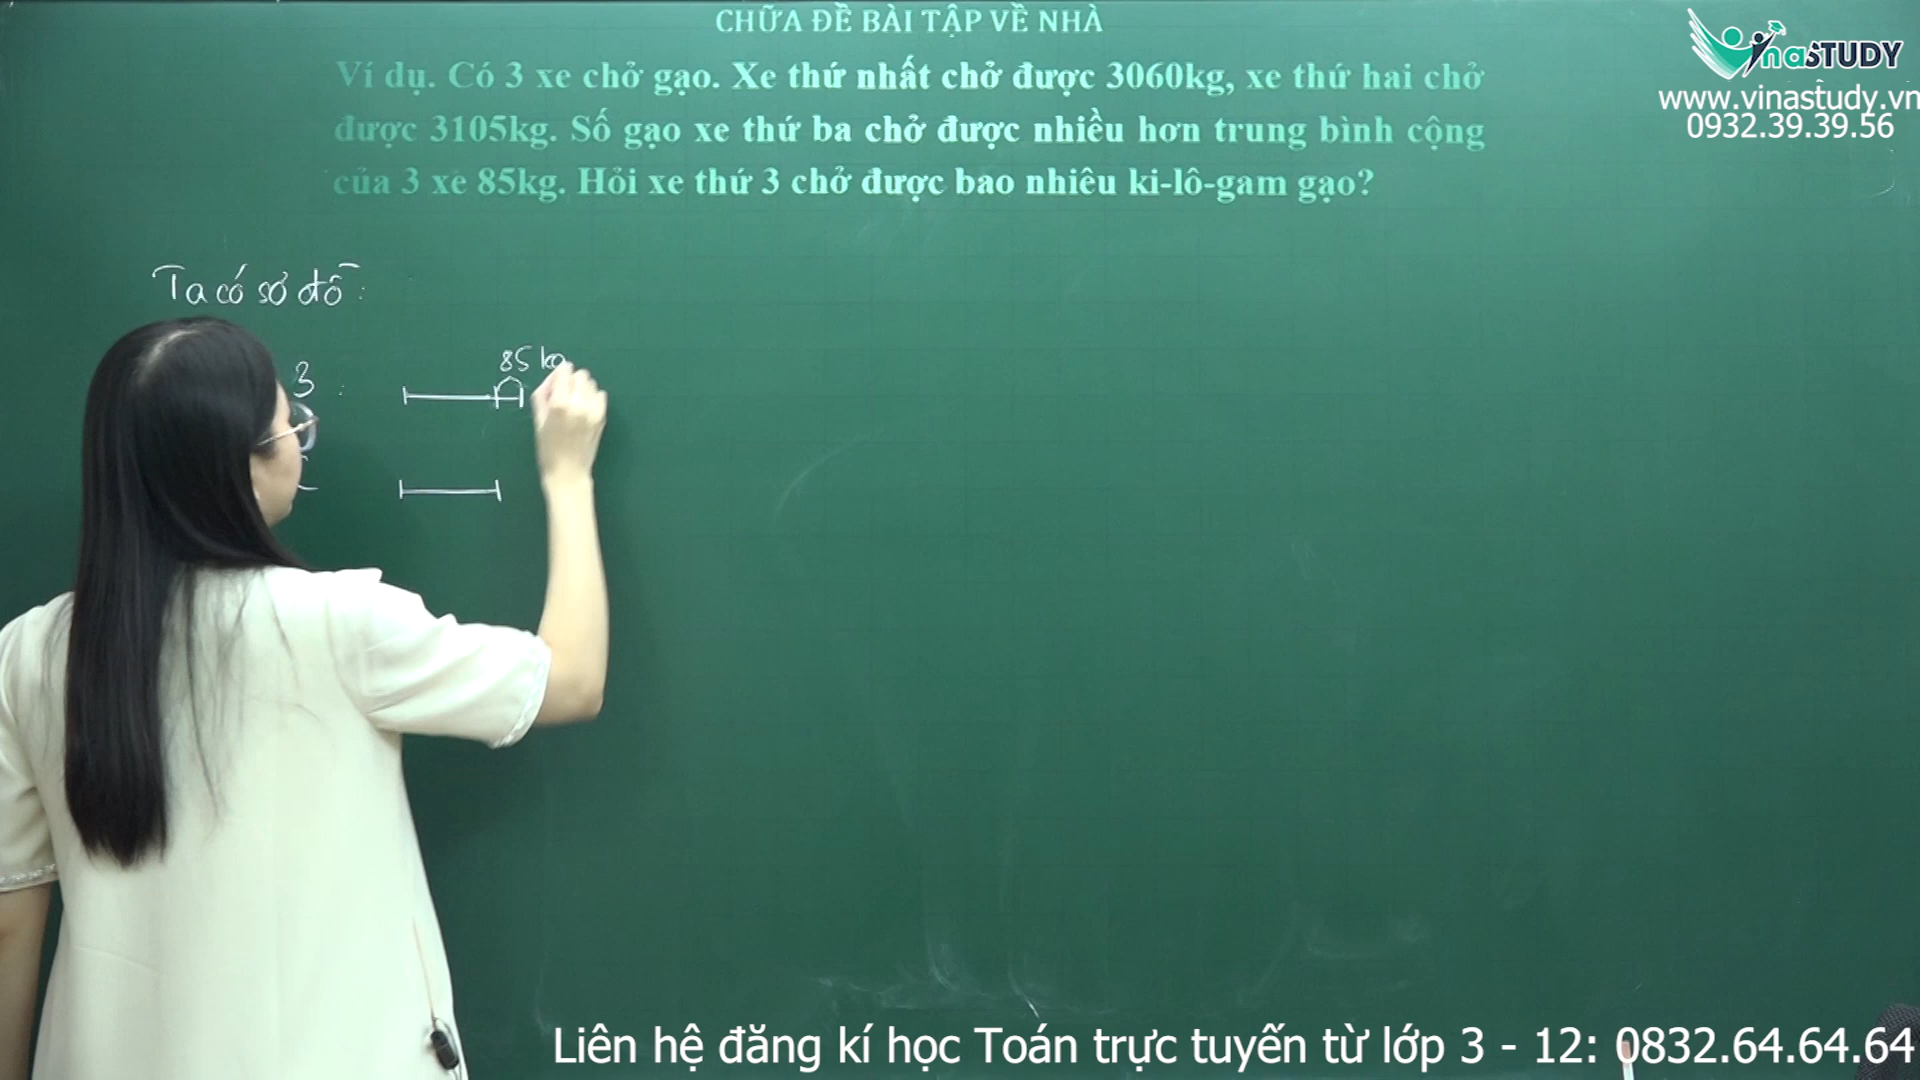 CHỮA ĐỀ BÀI TẬP VỀ NHÀ
VinaSTUDY
www.vinastudy.vn
0932.39.39.56
Ví dụ. Có 3 xe chở gạo. Xe thứ nhất chở được 3060kg, xe thứ hai chở
được 3105kg. Số gạo xe thứ ba chở được nhiều hơn trung bình cộng
của 3 xe 85kg. Hỏi xe thứ 3 chở được bao nhiêu ki-lô-gam gạo?
Ta có sơ đồ:
85 kg
3 :
Liên hệ đăng kí học Toán trực tuyến từ lớp 3 - 12: 0832.64.64.64